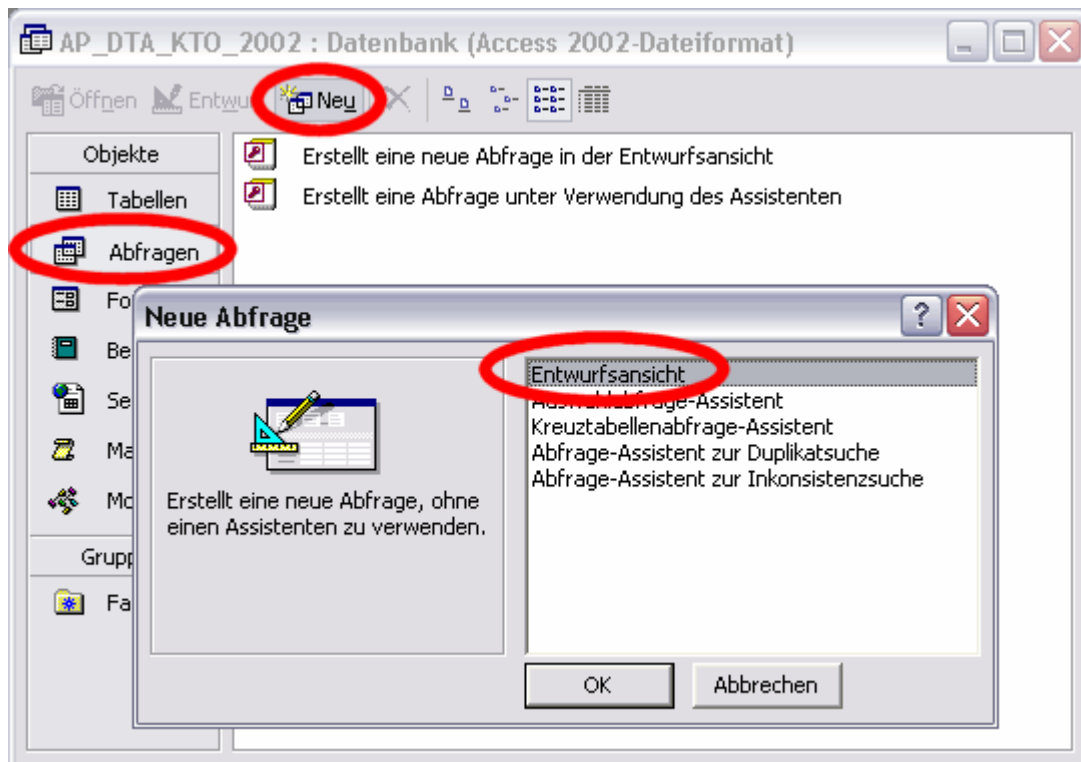 AP_DTA_KTO_2002 : Datenbank (Access 2002-Dateiformat)
Öffnen Neu
Objekte
Tabellen
Abfragen
Erstellt eine neue Abfrage in der Entwurfsansicht
Erstellt eine Abfrage unter Verwendung des Assistenten
Neue Abfrage
Erstellt eine neue Abfrage, ohne
einen Assistenten zu verwenden.
Entwurfsansicht
Auswahlabfrage-Assistent
Kreuztabellenabfrage-Assistent
Abfrage-Assistent zur Duplikatsuche
Abfrage-Assistent zur Inkonsistenzsuche
OK
Abbrechen